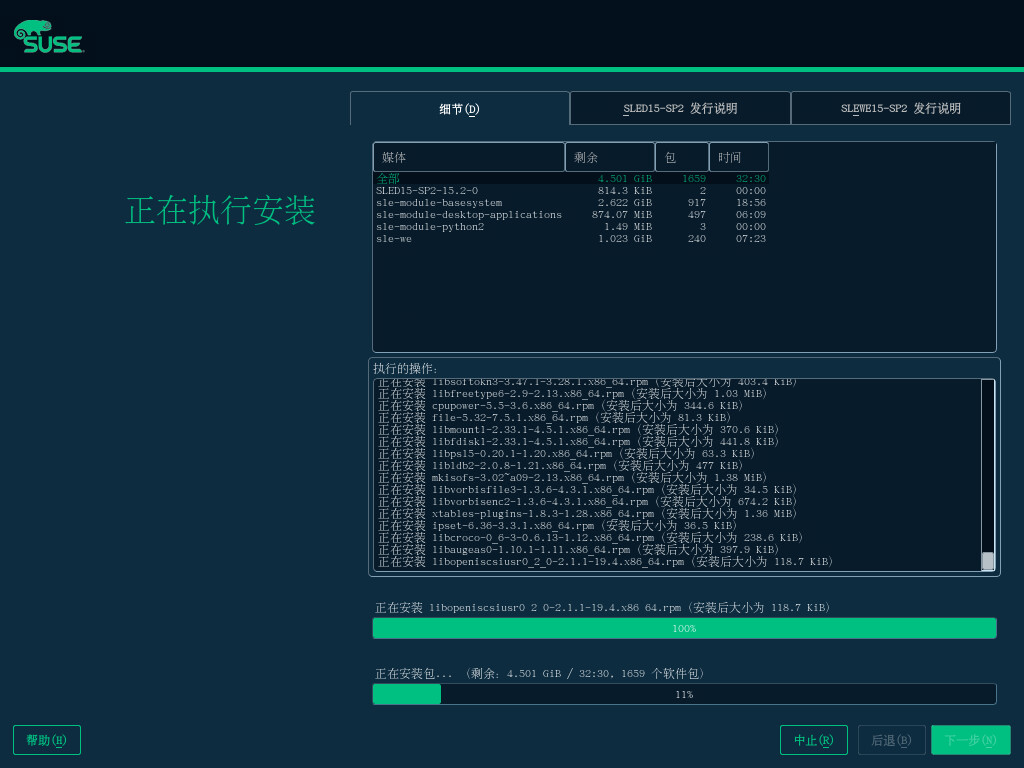 SUSE
细节(D)
SLED15-SP2 发行说明
SLEWE15-SP2 发行说明
正在执行安装
媒体 剩余 包 时间
全部 4.501 GiB 1659 32:30
SLED15-SP2-15.2-0 814.3 KiB 2 00:00
sle-module-basesystem 2.622 GiB 917 18:56
sle-module-desktop-applications 874.07 MiB 497 06:09
sle-module-python2 1.49 MiB 3 00:00
sle-we 1.023 GiB 240 07:23
执行的操作:
正在安装 libsoftokn3-3.47.1-3.28.1.x86_64.rpm (安装后大小为 403.4 KiB)
正在安装 libfreetype6-2.9-2.13.x86_64.rpm (安装后大小为 1.03 MiB)
正在安装 cpupower-5.5-3.6.x86_64.rpm (安装后大小为 344.6 KiB)
正在安装 file-5.32-7.5.1.x86_64.rpm (安装后大小为 81.3 KiB)
正在安装 libmount1-2.33.1-4.5.1.x86_64.rpm (安装后大小为 370.6 KiB)
正在安装 libfdisk1-2.33.1-4.5.1.x86_64.rpm (安装后大小为 441.8 KiB)
正在安装 libpsl5-0.20.1-1.20.x86_64.rpm (安装后大小为 63.3 KiB)
正在安装 libldb2-2.0.8-1.21.x86_64.rpm (安装后大小为 477 KiB)
正在安装 mkisofs-3.02~a09-2.13.x86_64.rpm (安装后大小为 1.38 MiB)
正在安装 libvorbisfile3-1.3.6-4.3.1.x86_64.rpm (安装后大小为 34.5 KiB)
正在安装 libvorbisenc2-1.3.6-4.3.1.x86_64.rpm (安装后大小为 674.2 KiB)
正在安装 xtables-plugins-1.8.3-1.28.x86_64.rpm (安装后大小为 1.36 MiB)
正在安装 ipset-6.36-3.3.1.x86_64.rpm (安装后大小为 36.5 KiB)
正在安装 libcroco-0_6-3-0.6.13-1.12.x86_64.rpm (安装后大小为 238.6 KiB)
正在安装 libaugeas0-1.10.1-1.11.x86_64.rpm (安装后大小为 397.9 KiB)
正在安装 libopeniscsiusr0_2_0-2.1.1-19.4.x86_64.rpm (安装后大小为 118.7 KiB)
正在安装 libopeniscsiusr0_2_0-2.1.1-19.4.x86_64.rpm (安装后大小为 118.7 KiB)
100%
正在安装包... (剩余: 4.501 GiB / 32:30, 1659 个软件包)
11%
帮助(H)
中止(R)
后退(B)
下一步(N)